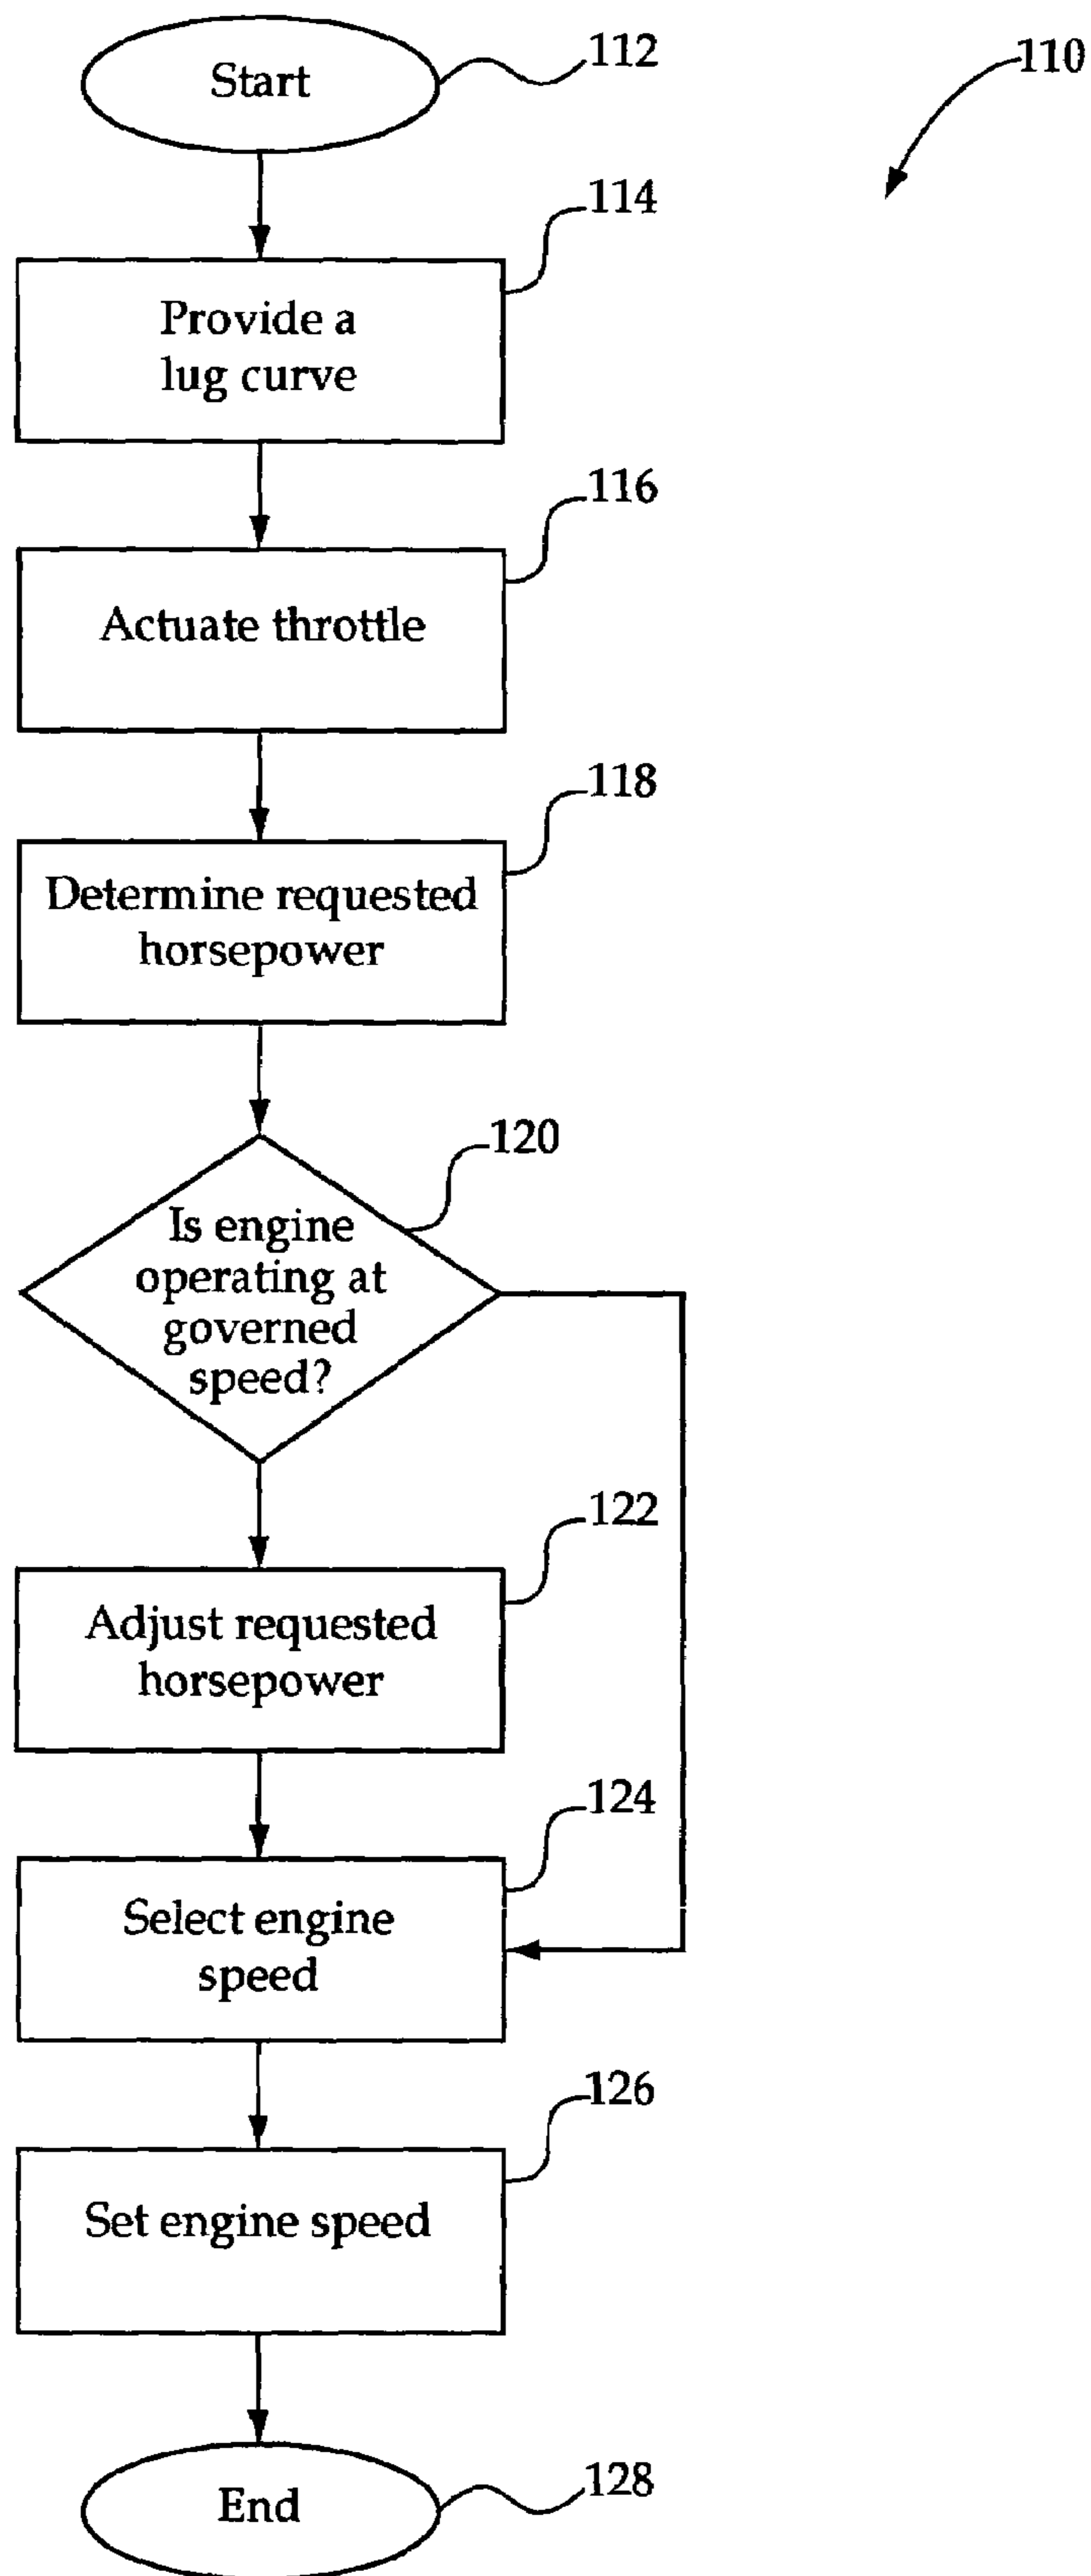 Start
112
110
114
Provide a
lug curve
116
Actuate throttle
118
Determine requested
horsepower
120
Is engine
operating at
governed
speed?
122
Adjust requested
horsepower
124
Select engine
speed
126
Set engine speed
End
128